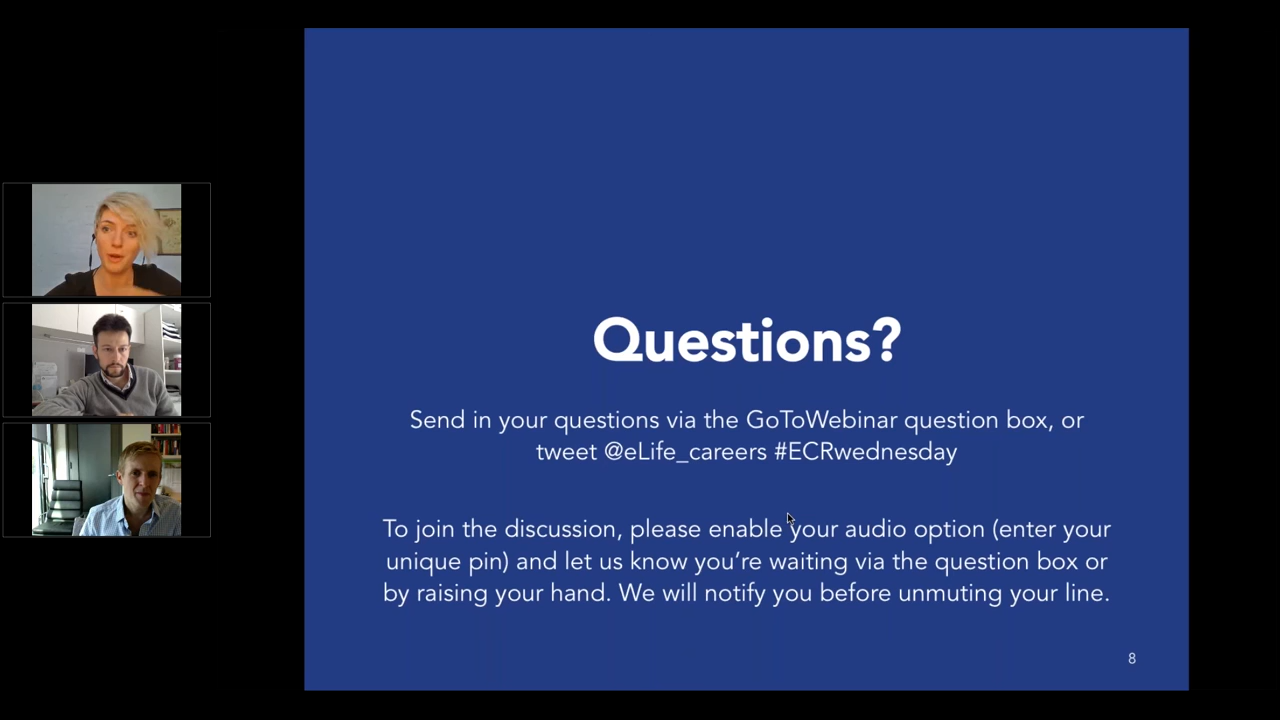 Questions?
Send in your questions via the GoToWebinar question box, or
tweet @eLife_careers #ECRwednesday
To join the discussion, please enable your audio option (enter your
unique pin) and let us know you’re waiting via the question box or
by raising your hand. We will notify you before unmuting your line.
8